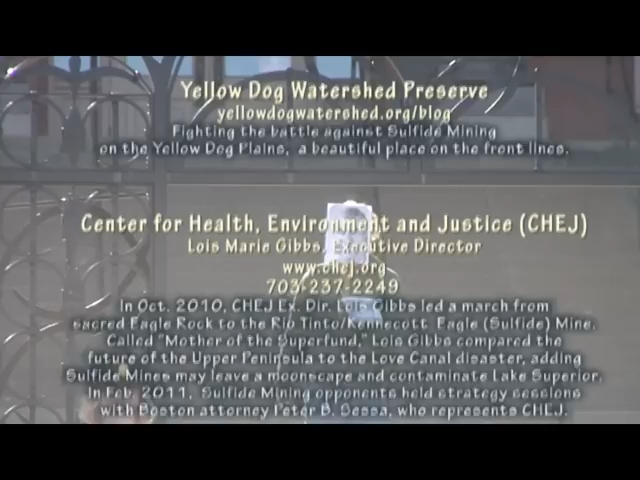 Yellow Dog Watershed Preserve
yellowdogwatershed.org/blog
Fighting the battle against Sulfide Mining
on the Yellow Dog Plains, a beautiful place on the front lines.
Center for Health, Environment and Justice (CHEJ)
Lois Marie Gibbs, Executive Director
www.chej.org
703-237-2249
In Oct. 2010, CHEJ Ex. Dir. Lois Gibbs led a march from
sacred Eagle Rock to the Rio Tinto/Kennecott Eagle (Sulfide) Mine.
Called "Mother of the Superfund," Lois Gibbs compared the
future of the Upper Peninsula to the Love Canal disaster, adding
Sulfide Mines may leave a moonscape and contaminate Lake Superior.
In Feb. 2011, Sulfide Mining opponents held strategy sessions
with Boston attorney Peter B. Sessa, who represents CHEJ.